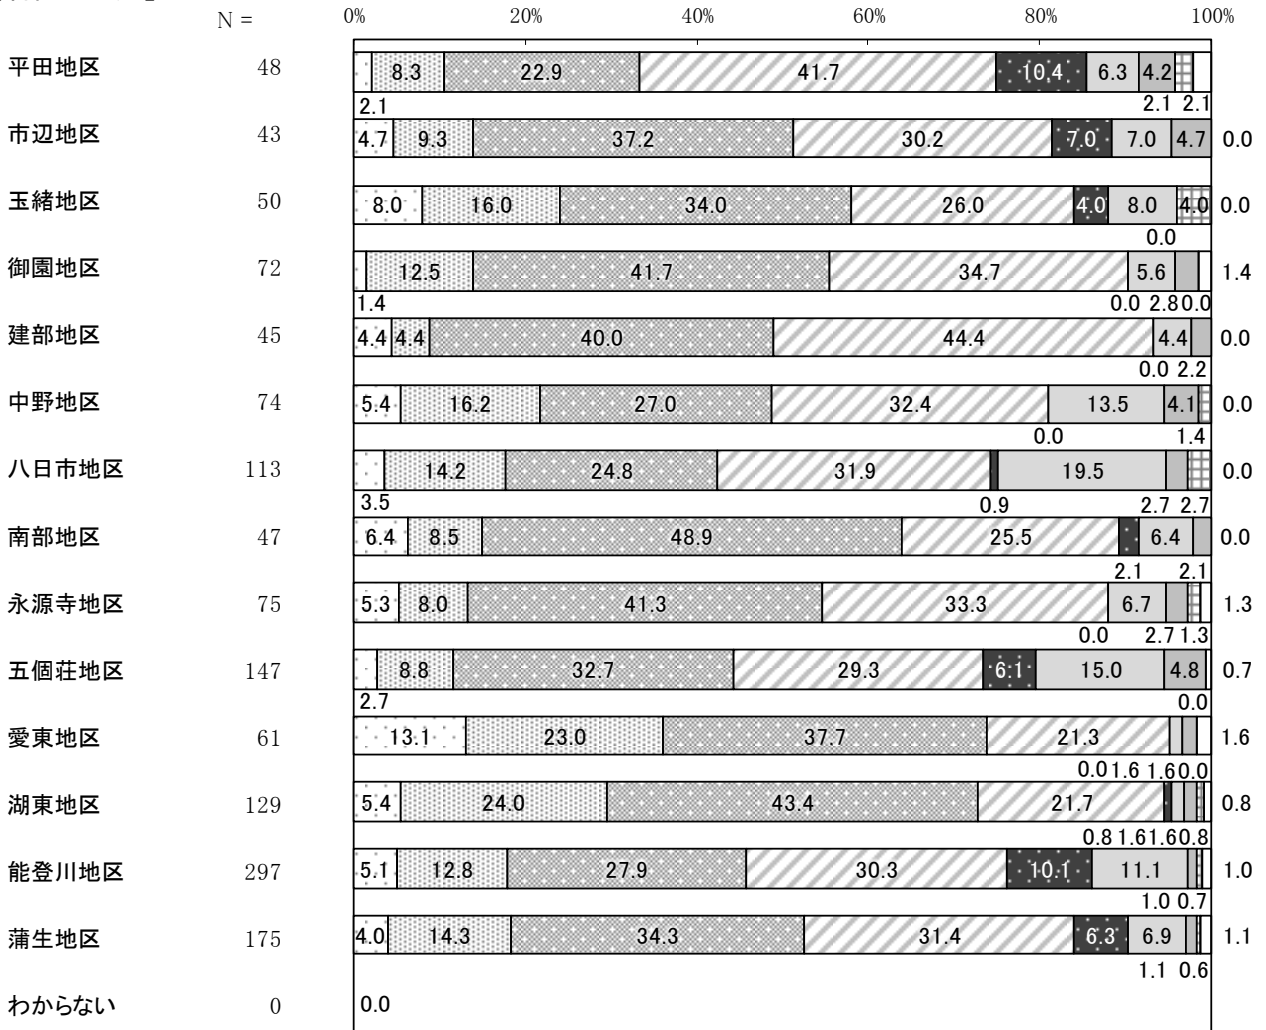 N = 0% 20% 40% 60% 80% 100%
平田地区 48 8.3 22.9 41.7 10.4 6.3 4.2
2.1 2.1 2.1
市辺地区 43 4.7 9.3 37.2 30.2 7.0 7.0 4.7 0.0
玉緒地区 50 8.0 16.0 34.0 26.0 4.0 8.0 4.0 0.0
0.0
御園地区 72 12.5 41.7 34.7 5.6 1.4
1.4 0.0 2.8 0.0
建部地区 45 4.4 4.4 40.0 44.4 4.4 0.0
0.0 2.2
中野地区 74 5.4 16.2 27.0 32.4 13.5 4.1 0.0
0.0 1.4
八日市地区 113 14.2 24.8 31.9 19.5 0.0
3.5 0.9 2.7 2.7
南部地区 47 6.4 8.5 48.9 25.5 6.4 0.0
2.1 2.1
永源寺地区 75 5.3 8.0 41.3 33.3 6.7 1.3
0.0 2.7 1.3
五個荘地区 147 8.8 32.7 29.3 6.1 15.0 4.8 0.7
2.7 0.0
愛東地区 61 13.1 23.0 37.7 21.3 1.6
0.0 1.6 1.6 0.0
湖東地区 129 5.4 24.0 43.4 21.7 0.8
0.8 1.6 1.6 0.8
能登川地区 297 5.1 12.8 27.9 30.3 10.1 11.1 1.0
1.0 0.7
蒲生地区 175 4.0 14.3 34.3 31.4 6.3 6.9 1.1
1.1 0.6
わからない 0 0.0